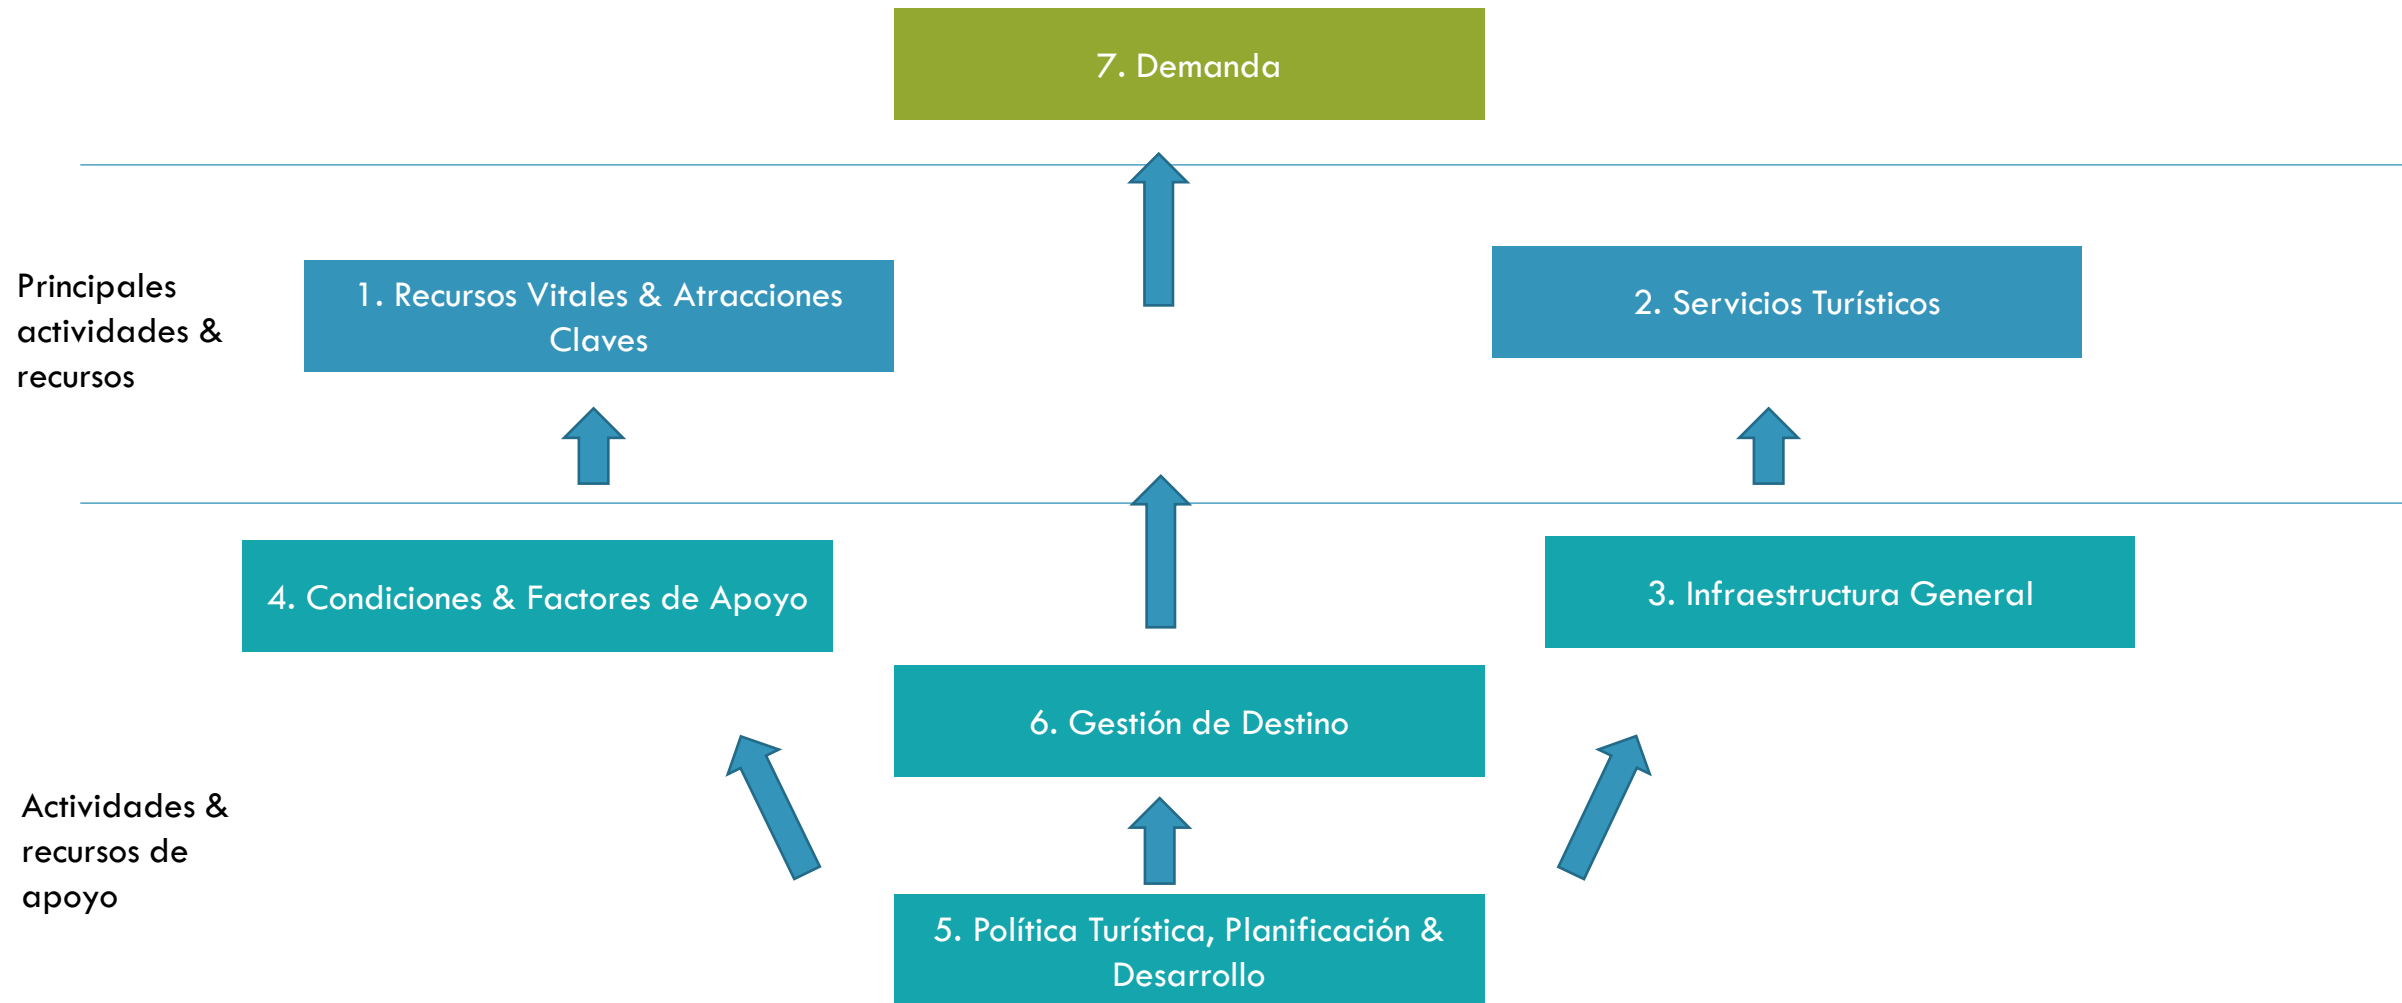 7. Demanda
Principales
actividades &
recursos
1. Recursos Vitales & Atracciones
Claves
2. Servicios Turísticos
4. Condiciones & Factores de Apoyo
3. Infraestructura General
6. Gestión de Destino
Actividades &
recursos de
apoyo
5. Política Turística, Planificación &
Desarrollo